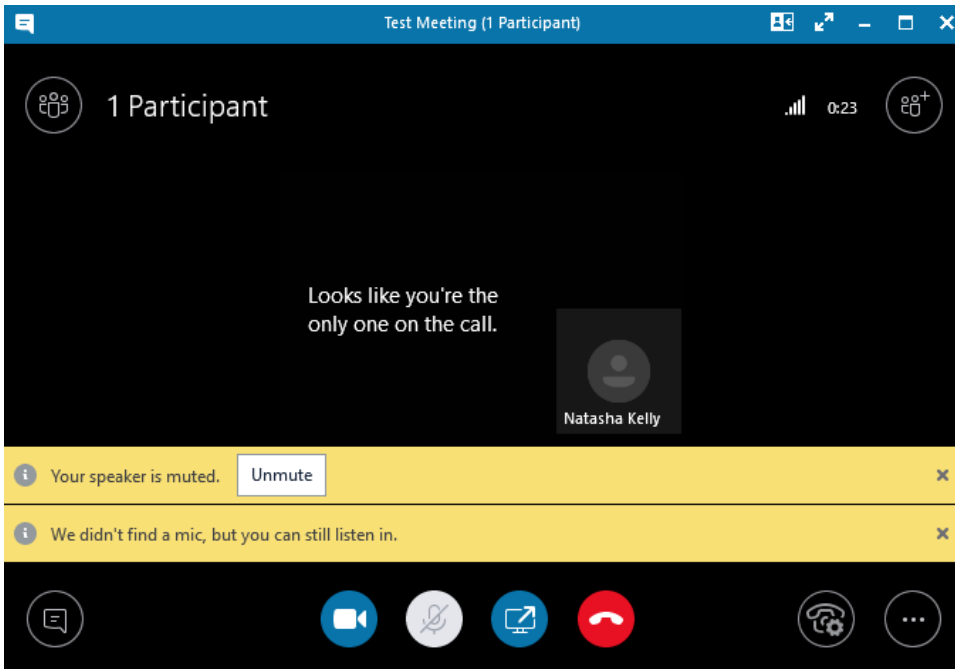 Test Meeting (1 Participant)
1 Participant
0:23
Looks like you're the
only one on the call.
Natasha Kelly
Your speaker is muted. Unmute
We didn't find a mic, but you can still listen in.